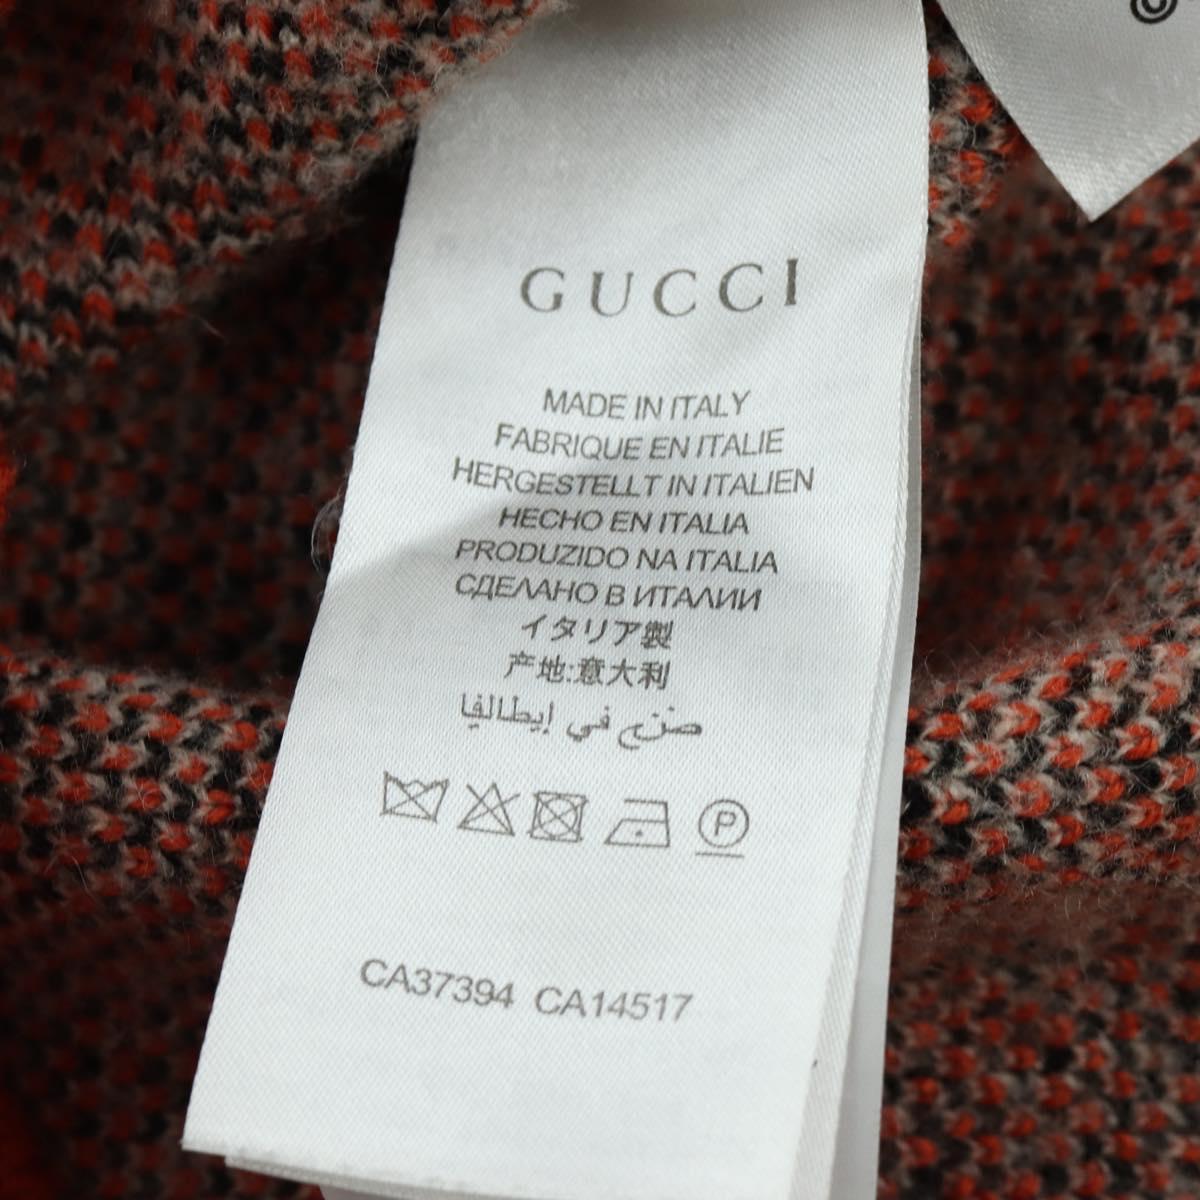 ©
GUCCI
MADE IN ITALY
FABRIQUE EN ITALIE
HERGESTELLT IN ITALIEN
HECHO EN ITALIA
PRODUZIDO NA ITALIA
СДЕЛАНО В ИТАЛИИ
イタリア製
产地:意大利
صنع في إيطاليا
P
CA37394 CA14517